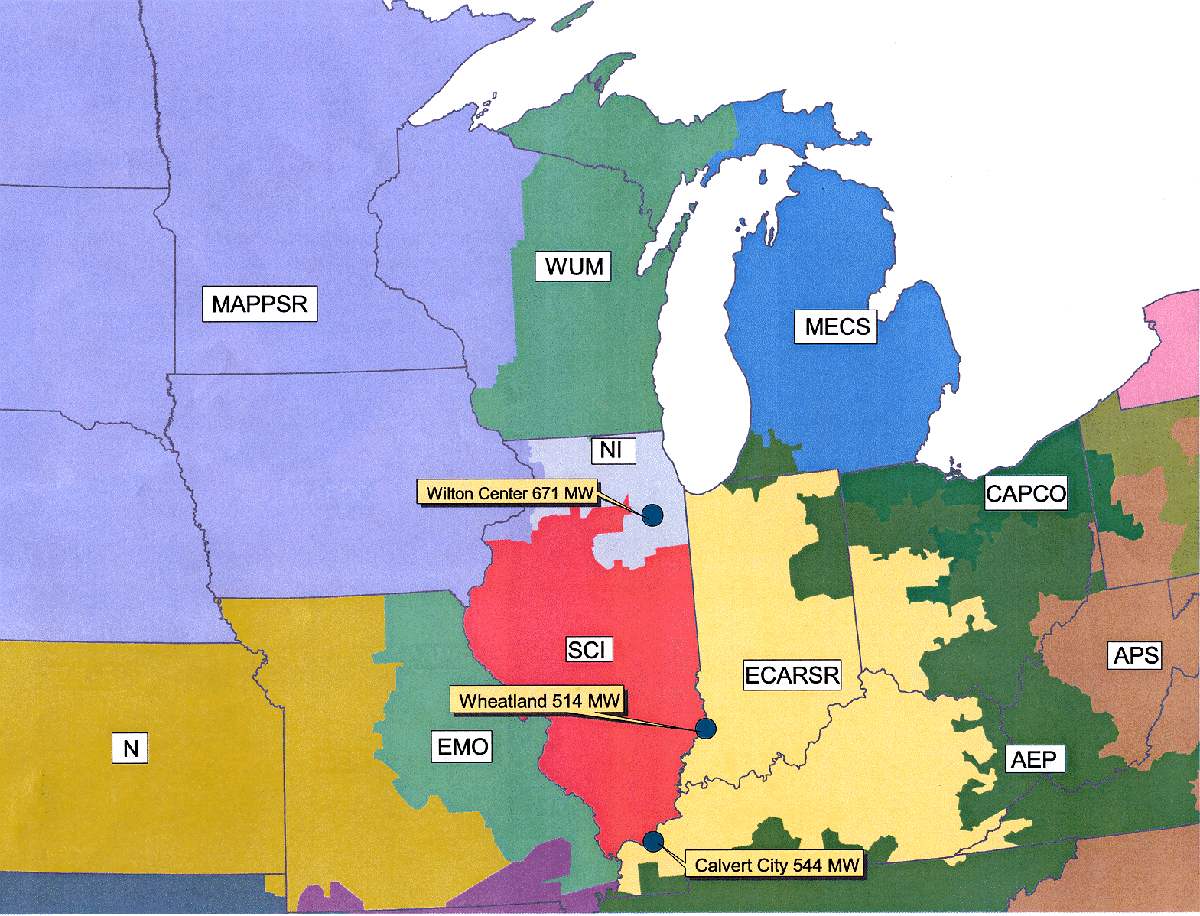 WUM
MAPPSR
MECS
NI
Wilton Center 671 MW
CAPCO
SCI
APS
ECARSR
Wheatland 514 MW
N
EMO
AEP
Calvert City 544 MW